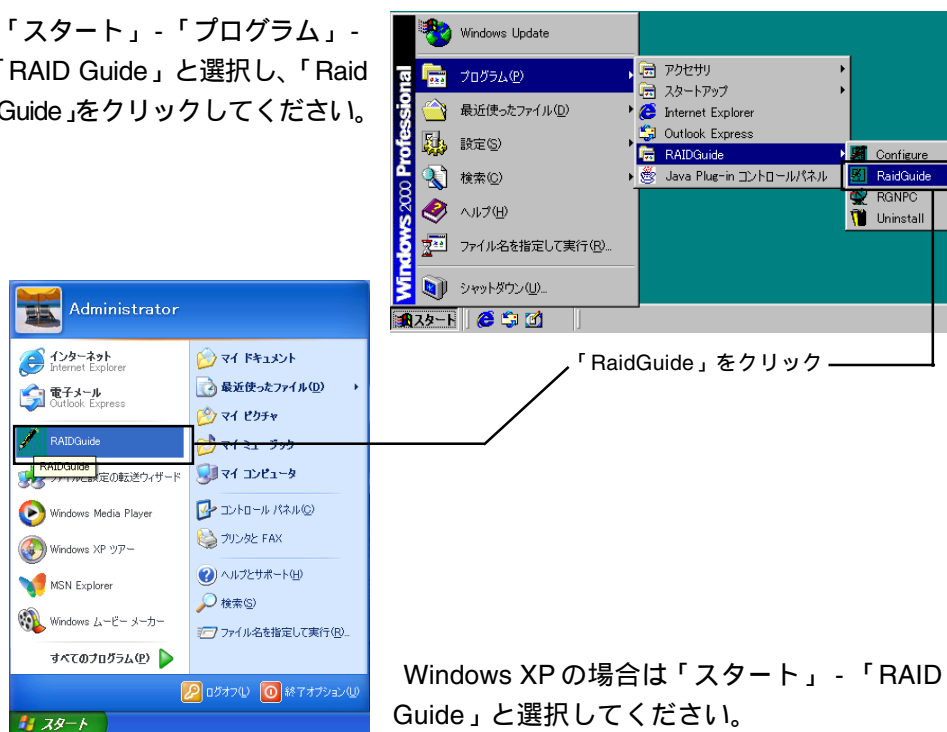 「スタート」-「プログラム」-
「RAID Guide」と選択し、「Raid
Guide」をクリックしてください。
Windows 2000 Professional
Windows Update
プログラム(P)
最近使ったファイル(D)
設定(S)
検索(C)
ヘルプ(H)
ファイル名を指定して実行(R)...
シャットダウン(U)...
スタート
アクセサリ
スタートアップ
Internet Explorer
Outlook Express
RAIDGuide
Java Plug-in コントロールパネル
Configure
RaidGuide
RGNPC
Uninstall
「RaidGuide」をクリック
Administrator
インターネット
Internet Explorer
電子メール
Outlook Express
RAIDGuide
RAIDGuide
ファイルと設定の転送ウィザード
Windows Media Player
Windows XP ツアー
MSN Explorer
Windows ムービー メーカー
すべてのプログラム(P)
マイ ドキュメント
最近使ったファイル(D)
マイ ピクチャ
マイ ミュージック
マイ コンピュータ
コントロール パネル(C)
プリンタと FAX
ヘルプとサポート(H)
検索(S)
ファイル名を指定して実行(R)...
ログオフ(L)
終了オプション(U)
スタート
Windows XP の場合は「スタート」-「RAID
Guide」と選択してください。